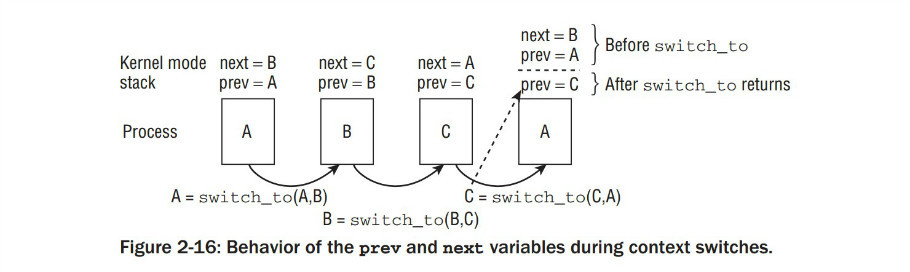 next = B
prev = A
Before switch_to
Kernel mode next = B next = C next = A
stack prev = A prev = B prev = C prev = C After switch_to returns
Process A B C A
A = switch_to(A,B) C = switch_to(C,A)
B = switch_to(B,C)
Figure 2-16: Behavior of the prev and next variables during context switches.